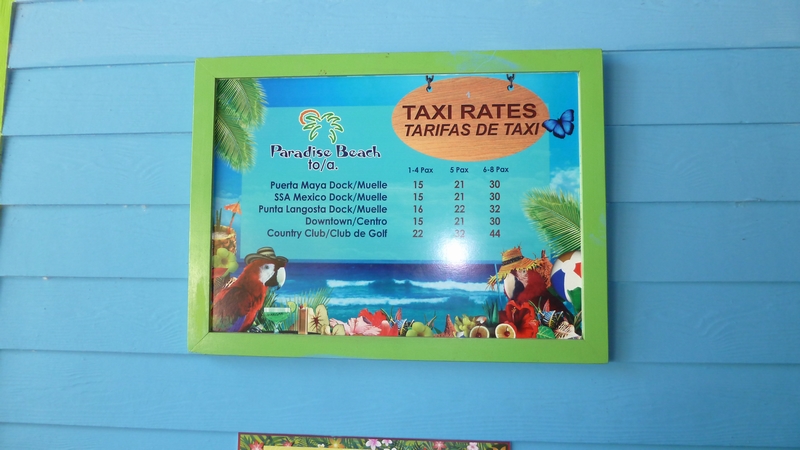 TAXI RATES
TARIFAS DE TAXI
Paradise Beach
to/a.
1-4 Pax 5 Pax 6-8 Pax
Puerta Maya Dock/Muelle 15 21 30
SSA Mexico Dock/Muelle 15 21 30
Punta Langosta Dock/Muelle 16 22 32
Downtown/Centro 15 21 30
Country Club/Club de Golf 22 32 44